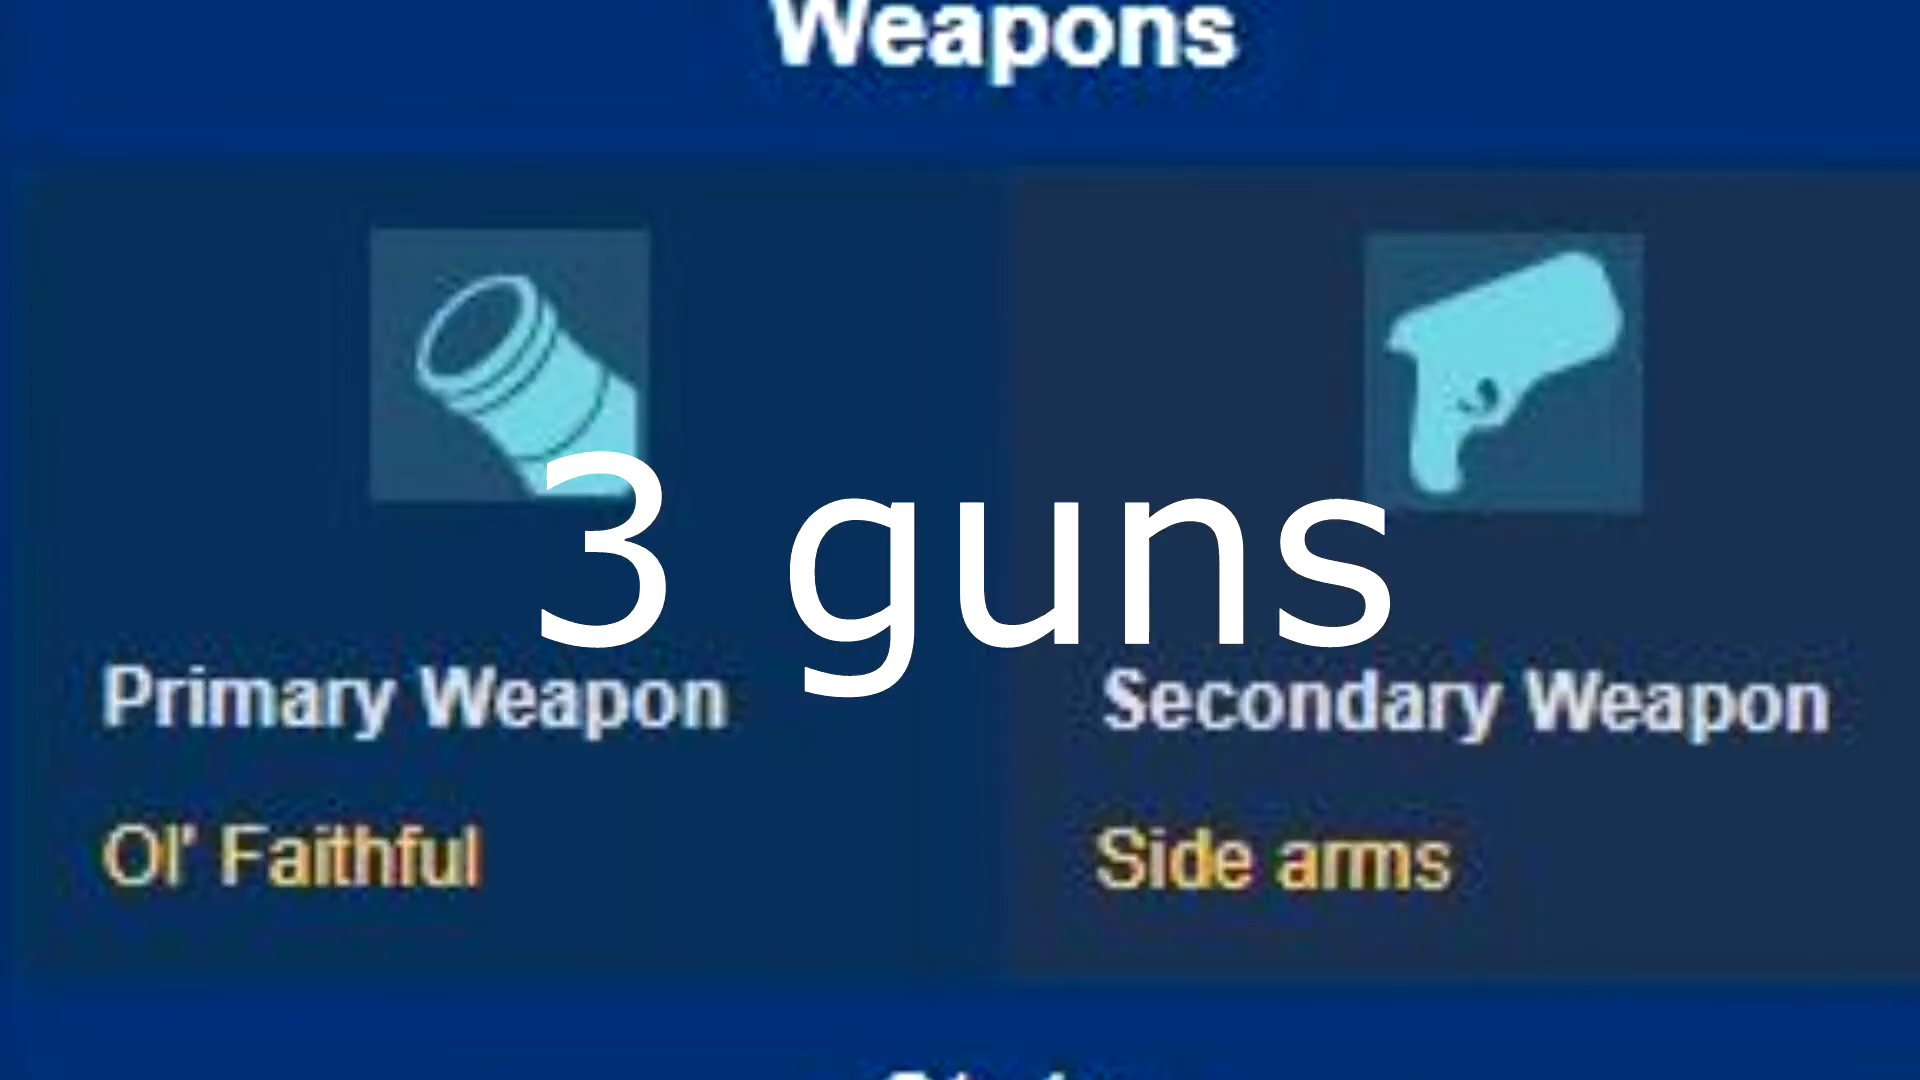 Weapons
3 guns
Primary Weapon
Secondary Weapon
Ol' Faithful
Side arms